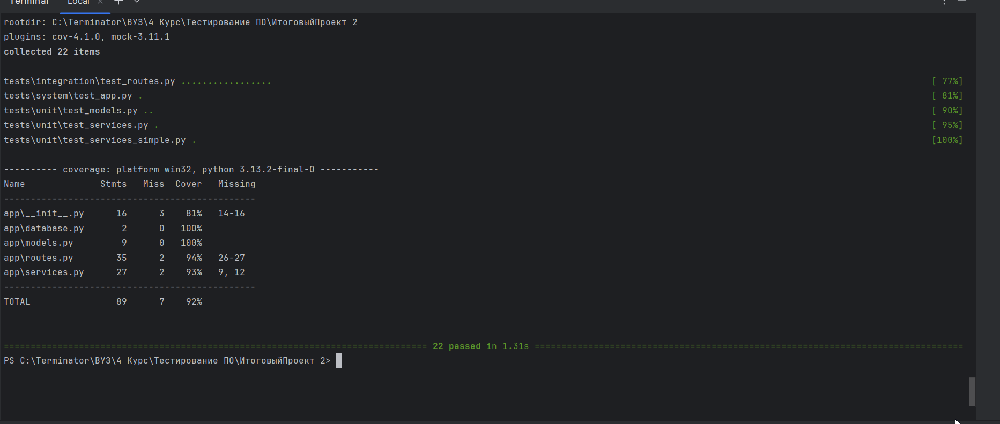 Terminal Local × + ⌄ ⋮ —
rootdir: C:\Terminator\ВУЗ\4 Курс\Тестирование ПО\ИтоговыйПроект 2
plugins: cov-4.1.0, mock-3.11.1
collected 22 items
tests\integration\test_routes.py ................. [ 77%]
tests\system\test_app.py . [ 81%]
tests\unit\test_models.py .. [ 90%]
tests\unit\test_services.py . [ 95%]
tests\unit\test_services_simple.py . [100%]
---------- coverage: platform win32, python 3.13.2-final-0 -----------
Name Stmts Miss Cover Missing
-----------------------------------------------
app\__init__.py 16 3 81% 14-16
app\database.py 2 0 100%
app\models.py 9 0 100%
app\routes.py 35 2 94% 26-27
app\services.py 27 2 93% 9, 12
-----------------------------------------------
TOTAL 89 7 92%
=============================================================================== 22 passed in 1.31s ================================================================================
PS C:\Terminator\ВУЗ\4 Курс\Тестирование ПО\ИтоговыйПроект 2>